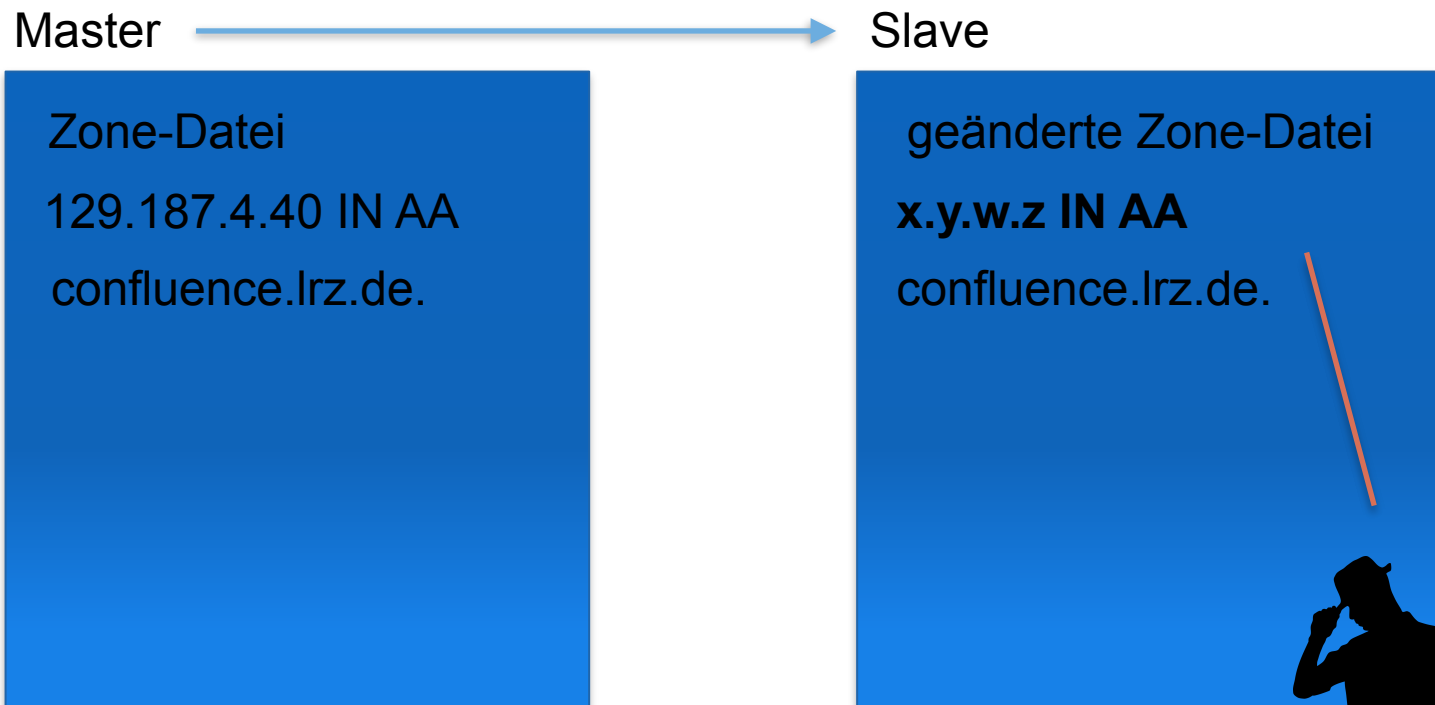 Master
Slave
Zone-Datei
129.187.4.40 IN AA
confluence.lrz.de.
geänderte Zone-Datei
x.y.w.z IN AA
confluence.lrz.de.